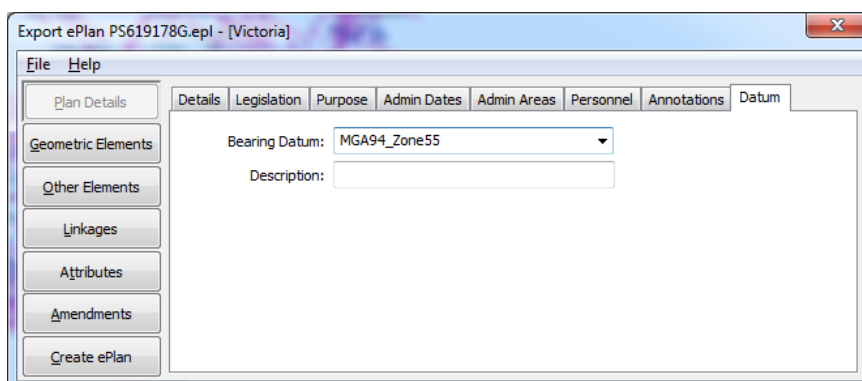 Export ePlan PS619178G.epl - [Victoria]
File Help
Plan Details
Details Legislation Purpose Admin Dates Admin Areas Personnel Annotations Datum
Geometric Elements
Bearing Datum: MGA94_Zone55
Description:
Other Elements
Linkages
Attributes
Amendments
Create ePlan